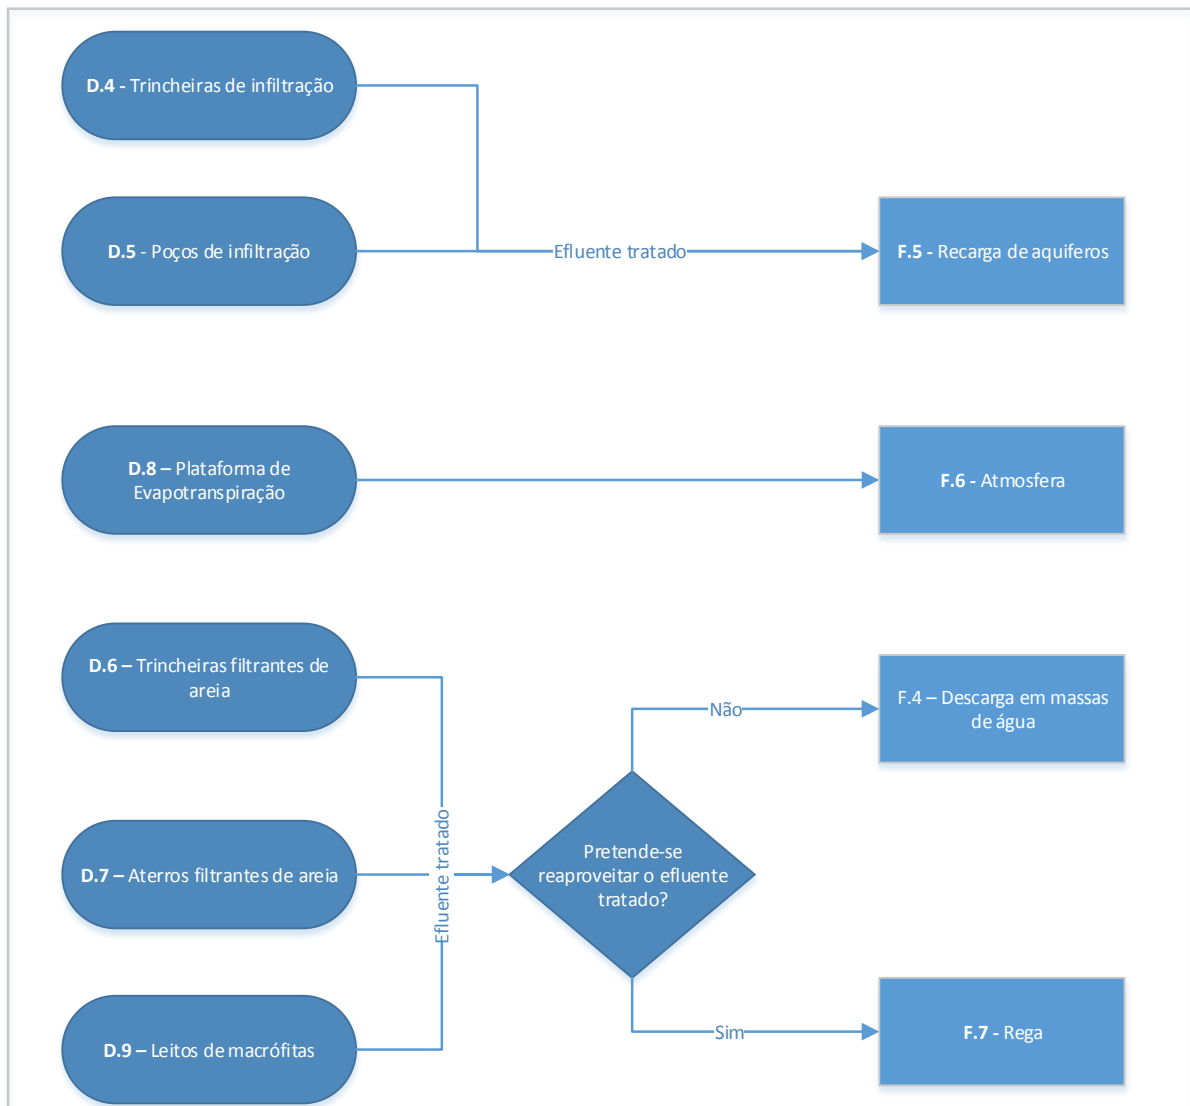 D.4 - Trincheiras de infiltração
D.5 - Poços de infiltração
Efluente tratado
F.5 - Recarga de aquiferos
D.8 – Plataforma de
Evapotranspiração
F.6 - Atmosfera
D.6 – Trincheiras filtrantes de
areia
Não
F.4 – Descarga em massas
de água
D.7 – Aterros filtrantes de areia
Efluente tratado
Pretende-se
reaproveitar o efluente
tratado?
D.9 – Leitos de macrófitas
Sim
F.7 - Rega